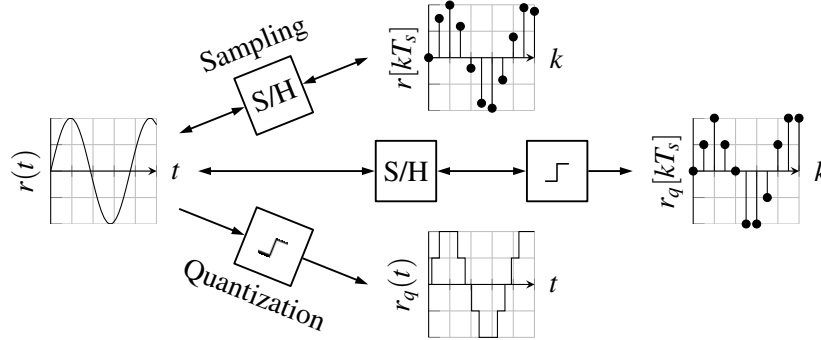 Sampling
S/H
r[kT_s]
k
r(t)
t
S/H
r_q[kT_s]
k
Quantization
r_q(t)
t